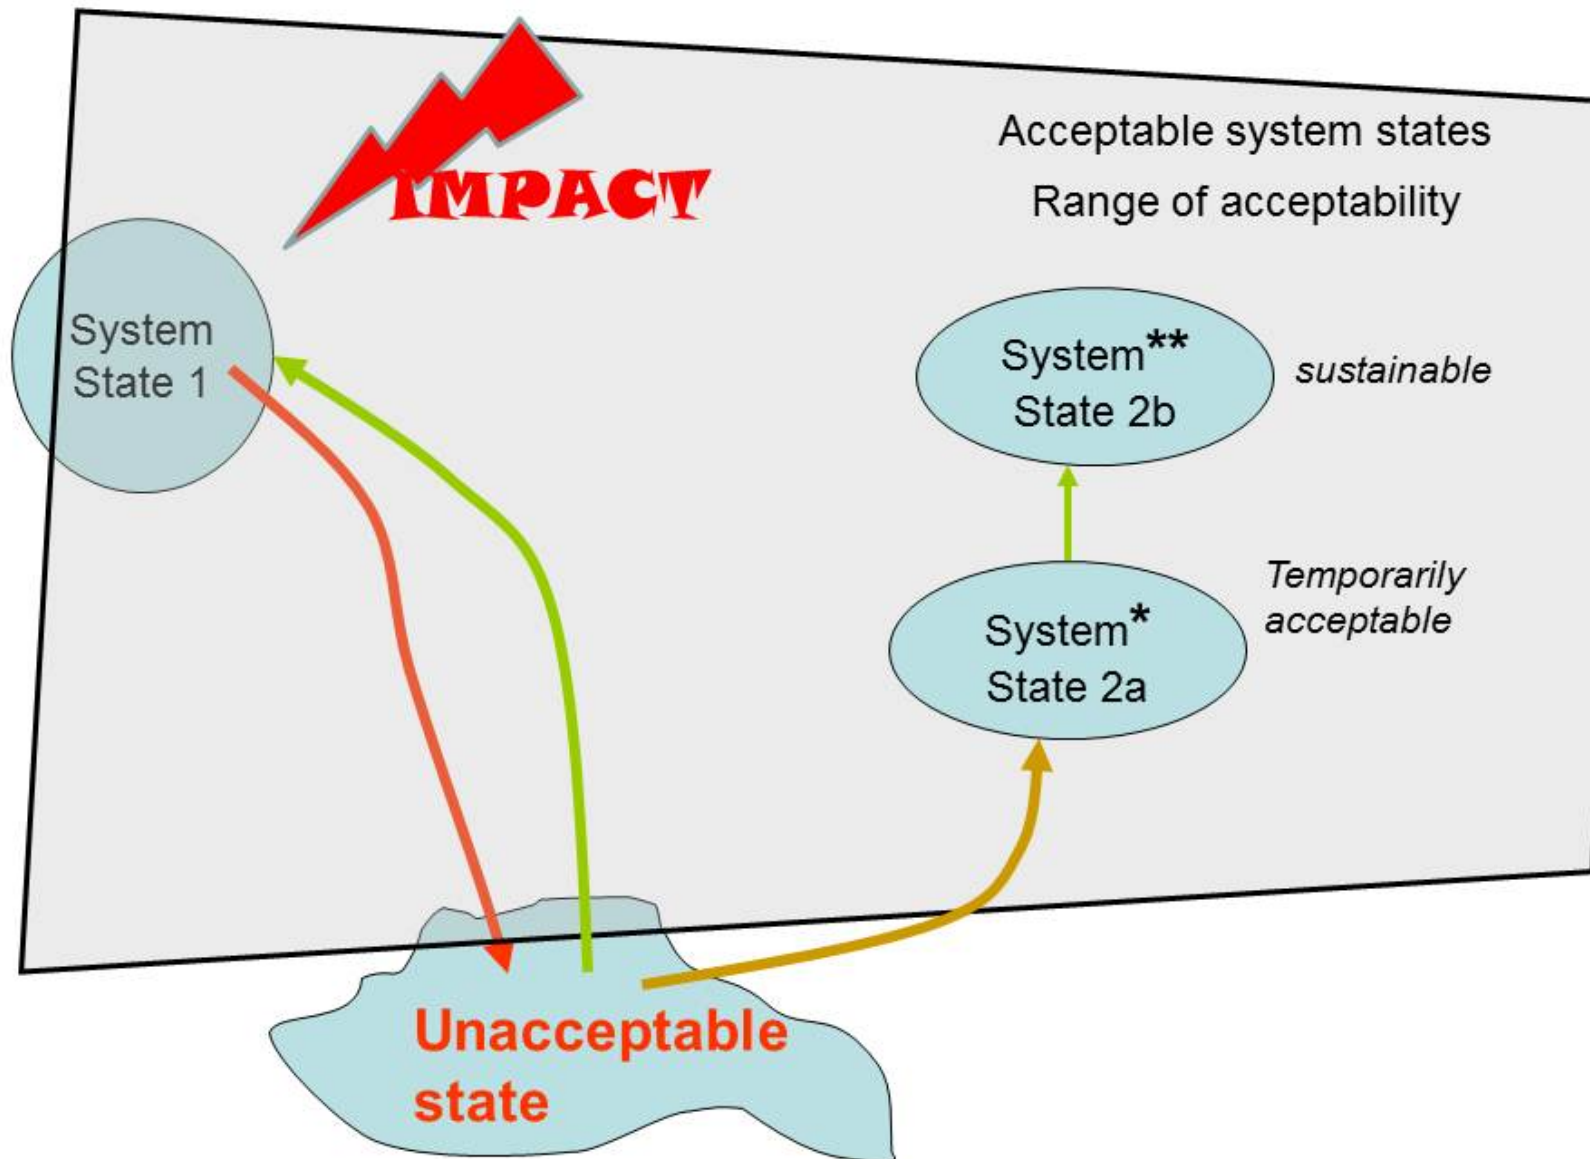 IMPACT
Acceptable system states
Range of acceptability
System
State 1
System**
State 2b
sustainable
System*
State 2a
Temporarily
acceptable
Unacceptable
state